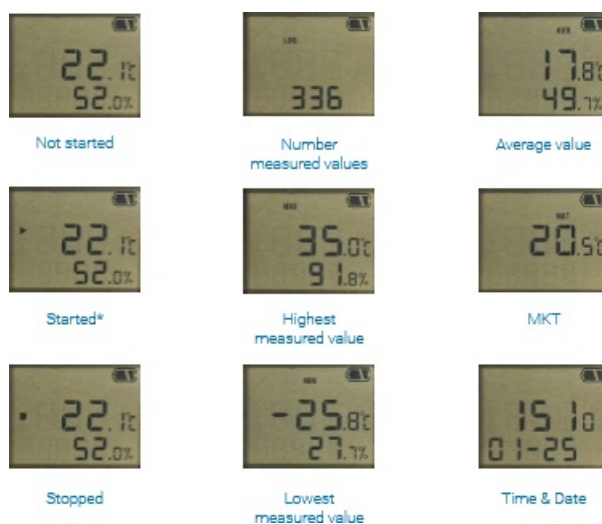 22.1°c
52.0%
Not started
LOG
336
Number
measured values
AVR
17.8°c
49.7%
Average value
22.1°c
52.0%
Started*
MAX
35.0°c
91.8%
Highest
measured value
MKT
20.5°c
MKT
22.1°c
52.0%
Stopped
MIN
-25.8°c
27.7%
Lowest
measured value
15 10
01-25
Time & Date